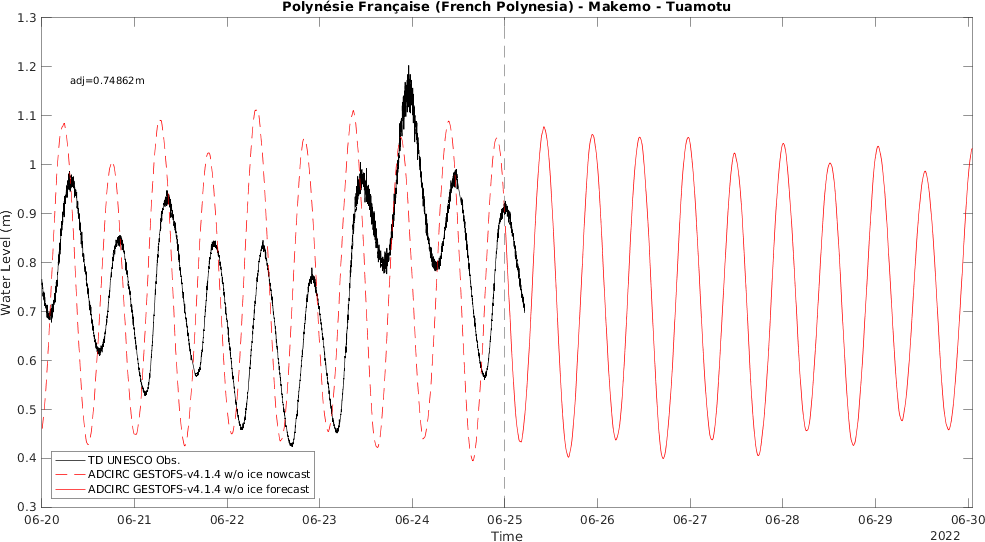 Polynésie Française (French Polynesia) - Makemo - Tuamotu
1.3
1.2
1.1
1
0.9
0.8
0.7
0.6
0.5
0.4
0.3
Water Level (m)
adj=0.74862m
TD UNESCO Obs.
ADCIRC GESTOFS-v4.1.4 w/o ice nowcast
ADCIRC GESTOFS-v4.1.4 w/o ice forecast
06-20 06-21 06-22 06-23 06-24 06-25 06-26 06-27 06-28 06-29 06-30
Time
2022